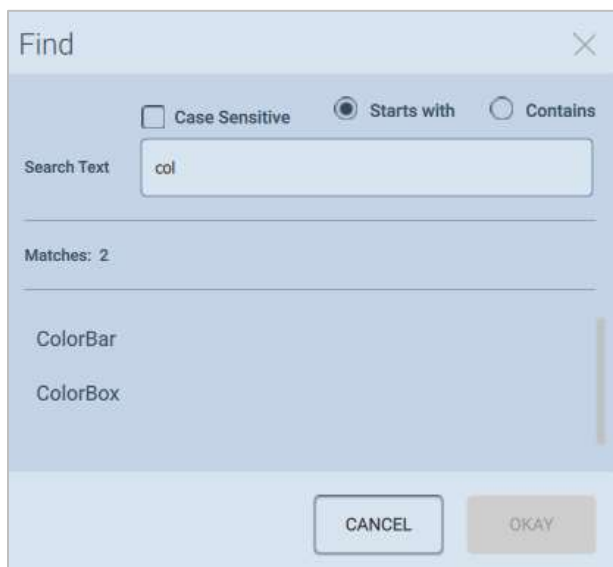 Find
Case Sensitive Starts with Contains
Search Text col
Matches: 2
ColorBar
ColorBox
CANCEL OKAY